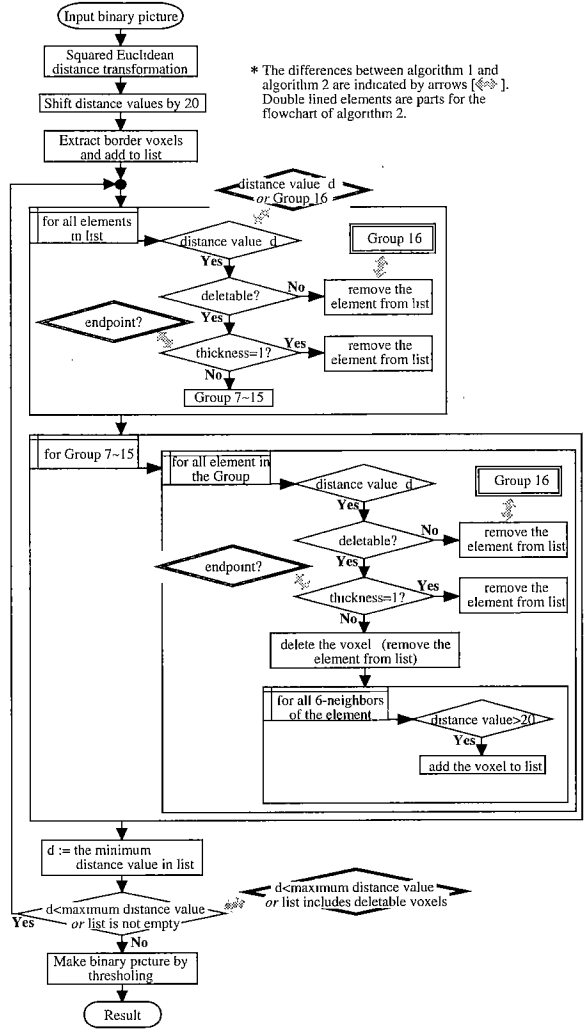 Input binary picture
Squared Euclidean
distance transformation
* The differences between algorithm 1 and
algorithm 2 are indicated by arrows [ ].
Double lined elements are parts for the
flowchart of algorithm 2.
Shift distance values by 20
Extract border voxels
and add to list
distance value d
or Group 16
for all elements
in list
distance value d
Group 16
Yes
deletable?
No
remove the
element from list
endpoint?
Yes
thickness=1?
Yes
remove the
element from list
No
Group 7~15
for Group 7~15
for all element in
the Group
distance value d
Group 16
Yes
deletable?
No
remove the
element from list
endpoint?
Yes
thickness=1?
Yes
remove the
element from list
No
delete the voxel (remove the
element from list)
for all 6-neighbors
of the element
distance value>20
Yes
add the voxel to list
d := the minimum
distance value in list
d<maximum distance value
or list is not empty
d<maximum distance value
or list includes deletable voxels
Yes
No
Make binary picture by
thresholing
Result